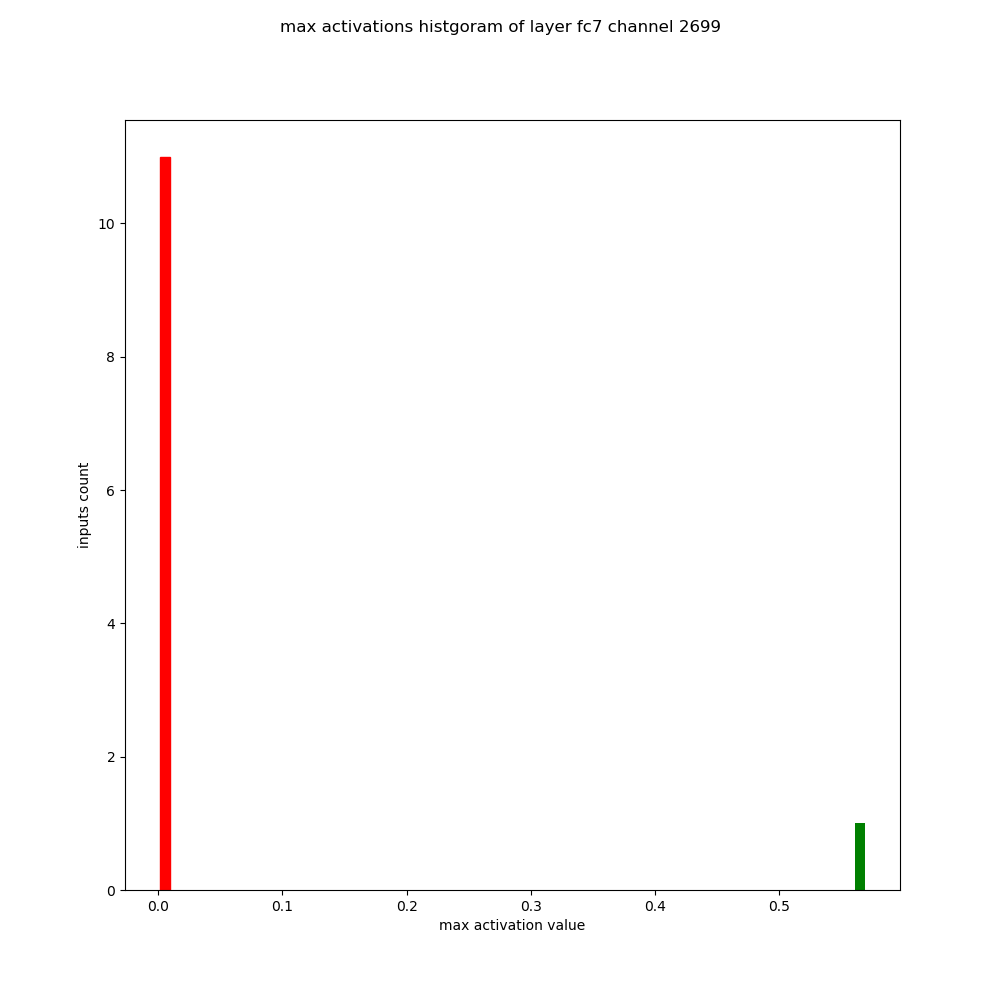 max activations histgoram of layer fc7 channel 2699
10
8
6
4
2
0
inputs count
0.0 0.1 0.2 0.3 0.4 0.5
max activation value